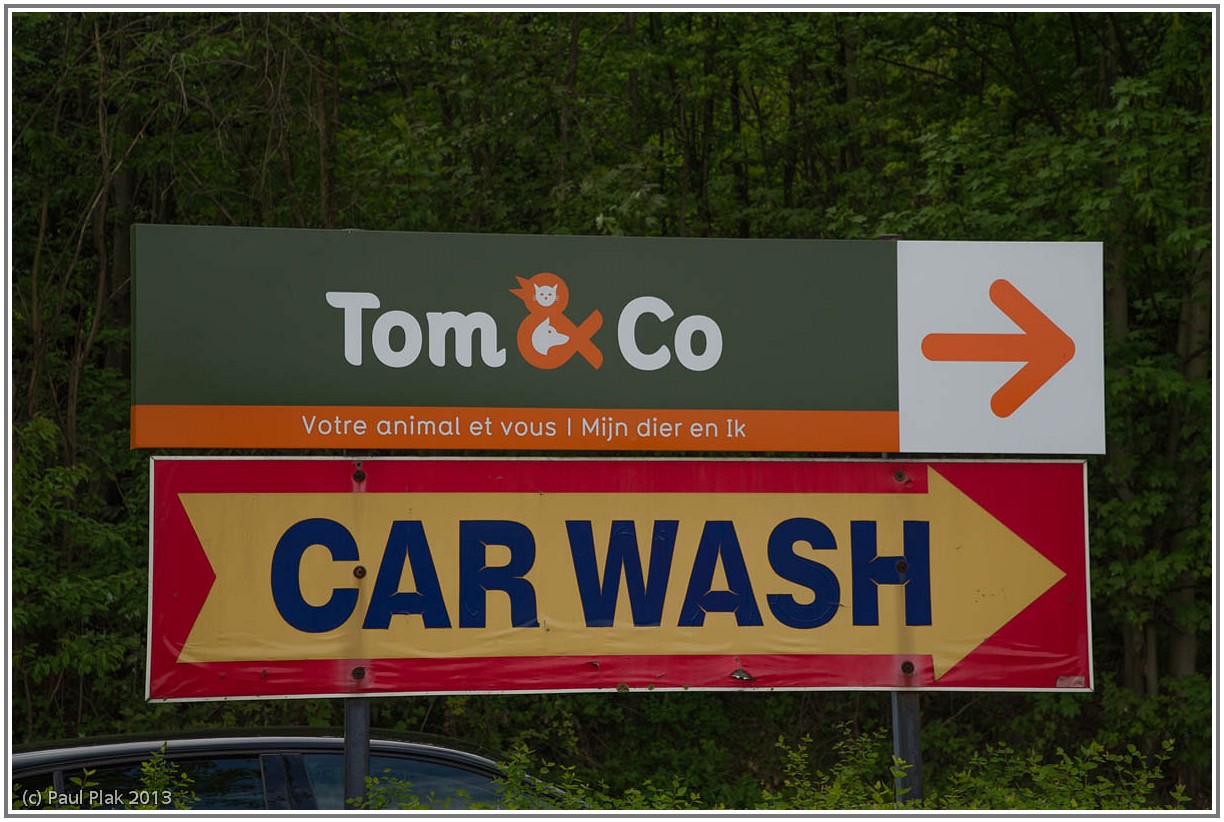 Tom & Co
Votre animal et vous | Mijn dier en Ik
CAR WASH
(c) Paul Plak 2013